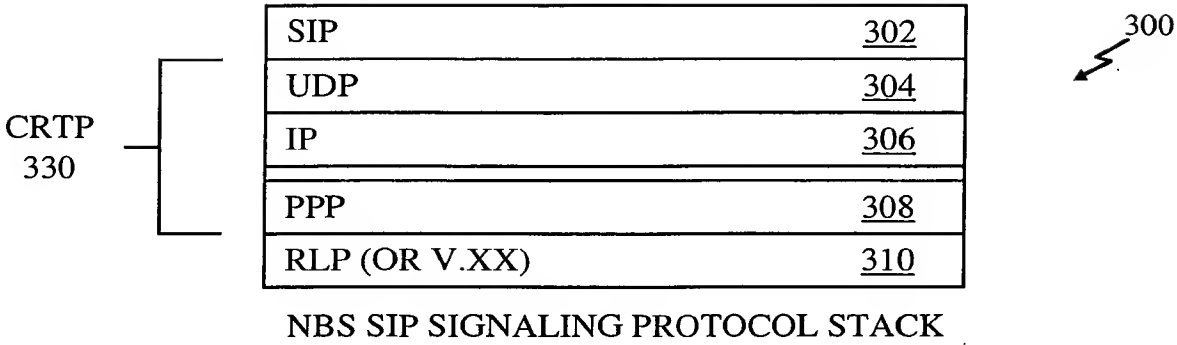 SIP 302
300
UDP 304
CRTP
330
IP 306
PPP 308
RLP (OR V.XX) 310
NBS SIP SIGNALING PROTOCOL STACK